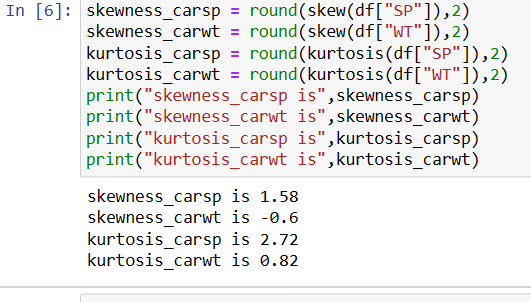 In [6]: skewness_carsp = round(skew(df["SP"]),2)
skewness_carwt = round(skew(df["WT"]),2)
kurtosis_carsp = round(kurtosis(df["SP"]),2)
kurtosis_carwt = round(kurtosis(df["WT"]),2)
print("skewness_carsp is",skewness_carsp)
print("skewness_carwt is",skewness_carwt)
print("kurtosis_carsp is",kurtosis_carsp)
print("kurtosis_carwt is",kurtosis_carwt)
skewness_carsp is 1.58
skewness_carwt is -0.6
kurtosis_carsp is 2.72
kurtosis_carwt is 0.82